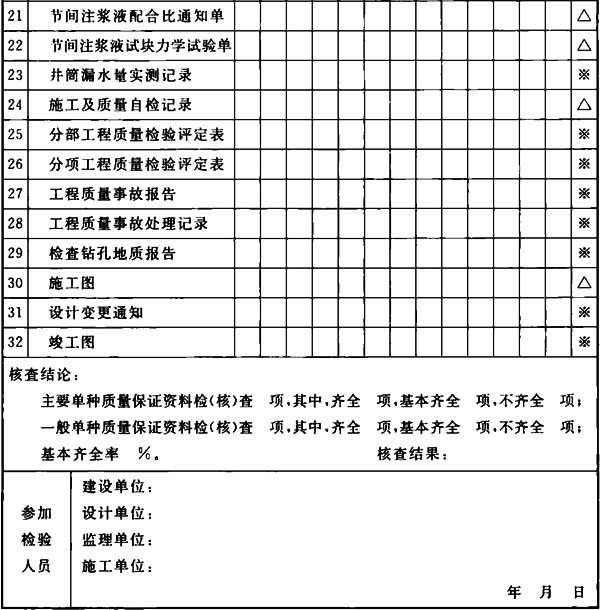 21 节间注浆液配合比通知单 △
22 节间注浆液试块力学试验单 △
23 井筒漏水量实测记录 ※
24 施工及质量自检记录 △
25 分部工程质量检验评定表 ※
26 分项工程质量检验评定表 ※
27 工程质量事故报告 ※
28 工程质量事故处理记录 ※
29 检查钻孔地质报告 ※
30 施工图 △
31 设计变更通知 ※
32 竣工图 ※
核查结论：
主要单种质量保证资料检(核)查 项,其中,齐全 项,基本齐全 项,不齐全 项；
一般单种质量保证资料检(核)查 项,其中,齐全 项,基本齐全 项,不齐全 项；
基本齐全率 %。 核查结果：
参加检验人员
建设单位：
设计单位：
监理单位：
施工单位：
年 月 日